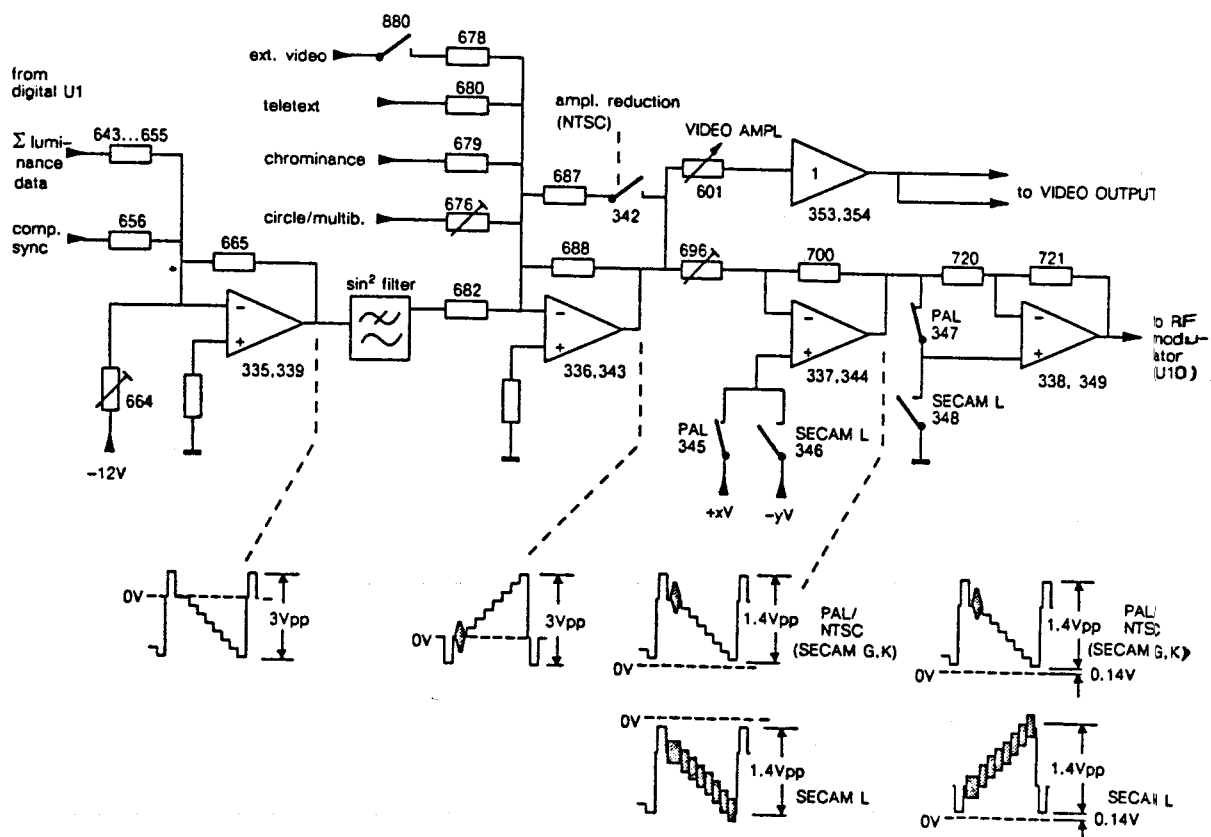 from
digital U1
Σ lumi-
nance
data
643...655
comp.
sync
656
665
664
-12V
335,339
sin² filter
880
ext. video
678
teletext
680
chrominance
679
circle/multib.
676
682
687
688
ampl. reduction
(NTSC)
342
336,343
VIDEO AMPL
601
1
353,354
to VIDEO OUTPUT
696
700
337,344
PAL
345
SECAM L
346
+xV
-yV
720
721
PAL
347
SECAM L
348
338, 349
to RF
modu-
lator
(U10)
0V
3Vpp
0V
3Vpp
1.4Vpp
0V
PAL/
NTSC
(SECAM G,K)
1.4Vpp
0V
0.14V
PAL/
NTSC
(SECAM G,K)
0V
1.4Vpp
SECAM L
1.4Vpp
0V
0.14V
SECAM L